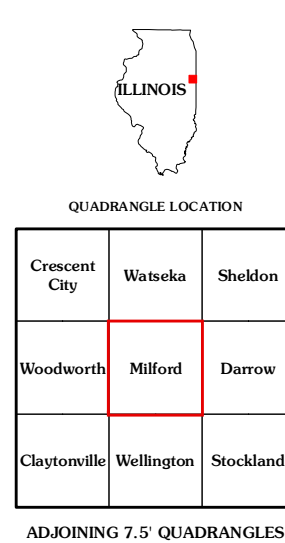 ILLINOIS
QUADRANGLE LOCATION
Crescent
City
Watseka
Sheldon
Woodworth
Milford
Darrow
Claytonville
Wellington
Stockland
ADJOINING 7.5' QUADRANGLES